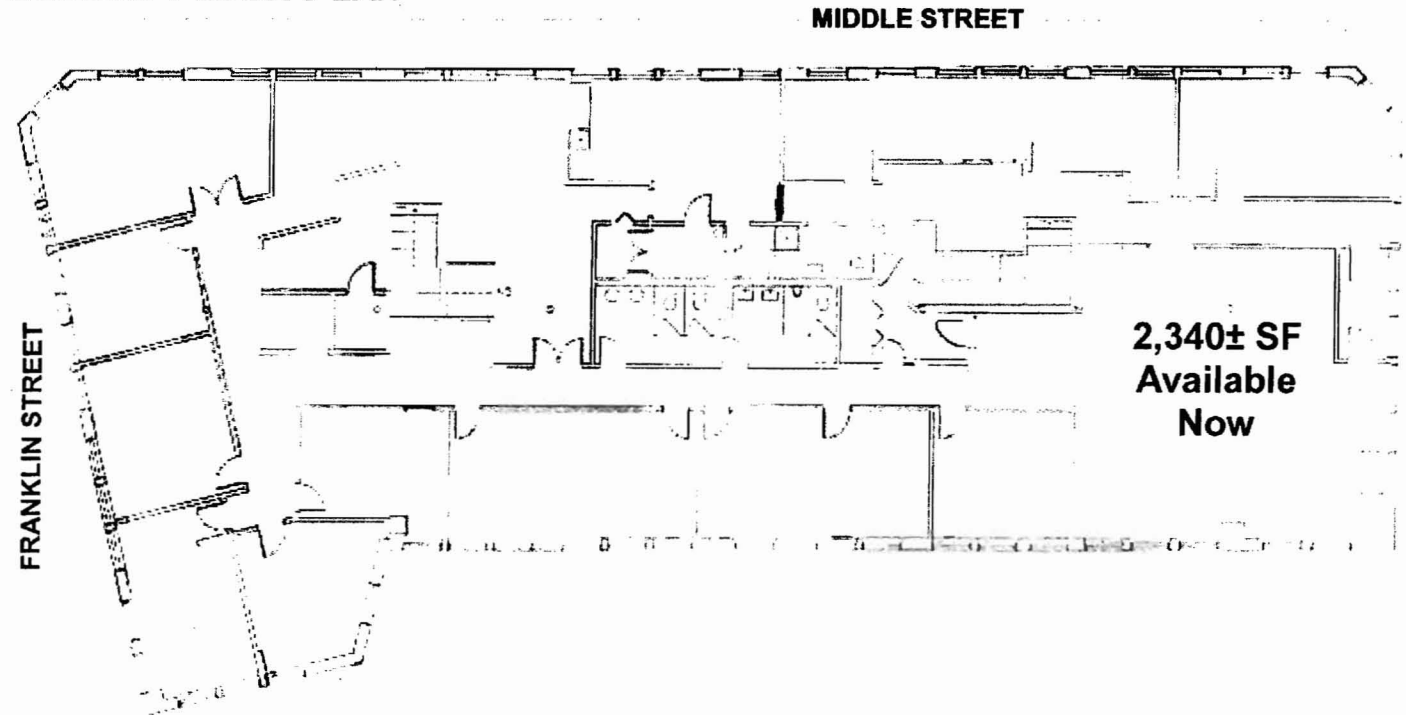 MIDDLE STREET
FRANKLIN STREET
2,340± SF
Available
Now